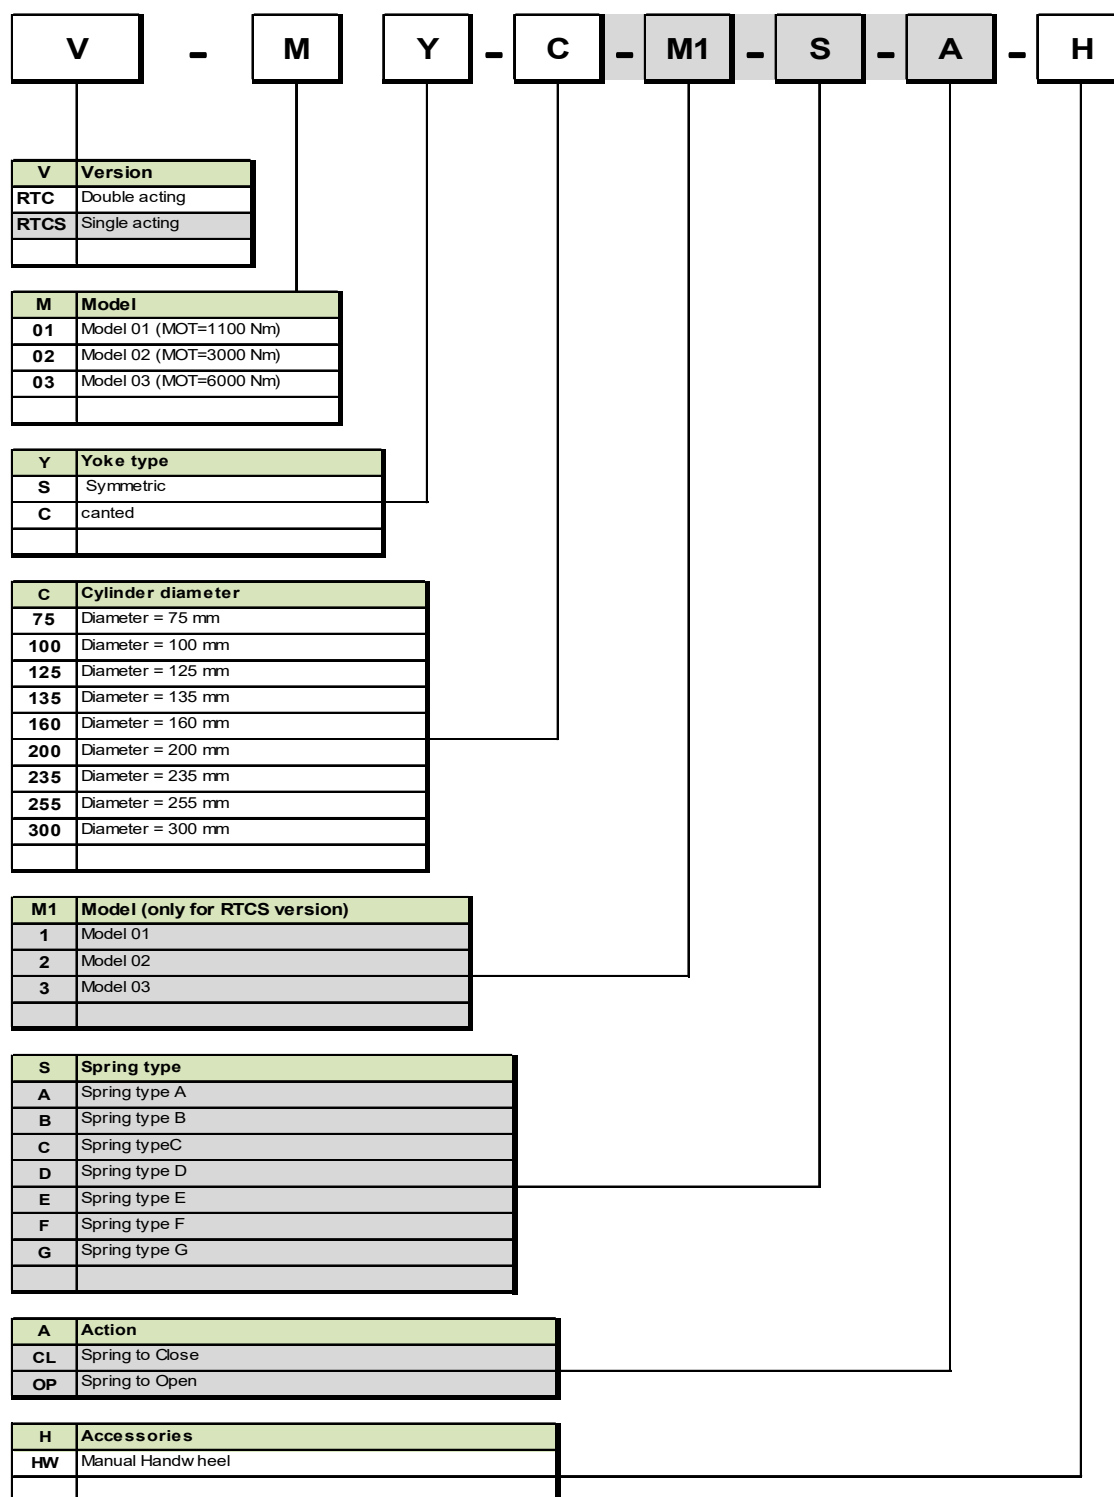 V - M Y - C - M1 - S - A - H
V Version
RTC Double acting
RTCS Single acting
M Model
01 Model 01 (MOT=1100 Nm)
02 Model 02 (MOT=3000 Nm)
03 Model 03 (MOT=6000 Nm)
Y Yoke type
S Symmetric
C canted
C Cylinder diameter
75 Diameter = 75 mm
100 Diameter = 100 mm
125 Diameter = 125 mm
135 Diameter = 135 mm
160 Diameter = 160 mm
200 Diameter = 200 mm
235 Diameter = 235 mm
255 Diameter = 255 mm
300 Diameter = 300 mm
M1 Model (only for RTCS version)
1 Model 01
2 Model 02
3 Model 03
S Spring type
A Spring type A
B Spring type B
C Spring typeC
D Spring type D
E Spring type E
F Spring type F
G Spring type G
A Action
CL Spring to Close
OP Spring to Open
H Accessories
HW Manual Handwheel